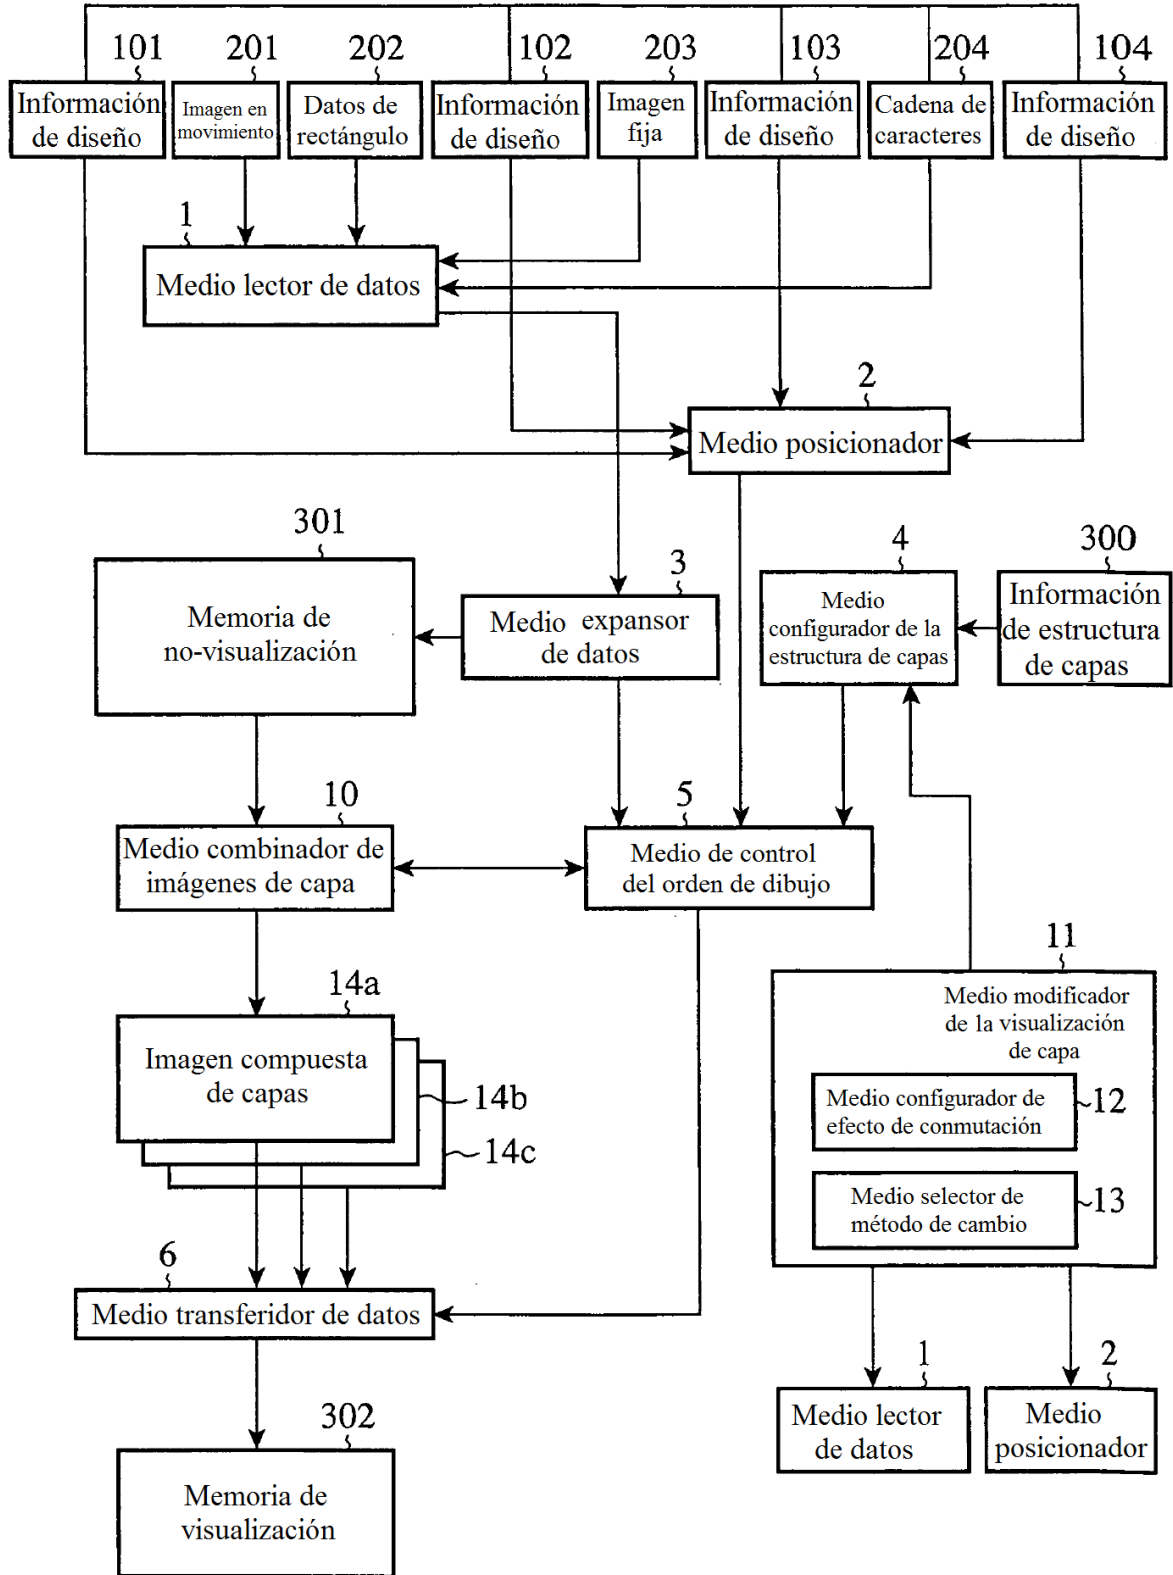 101
201
202
102
203
103
204
104
Información
de diseño
Imagen en
movimiento
Datos de
rectángulo
Información
de diseño
Imagen
fija
Información
de diseño
Cadena de
caracteres
Información
de diseño
1
Medio lector de datos
2
Medio posicionador
301
Memoria de
no-visualización
3
Medio expansor
de datos
4
Medio
configurador de la
estructura de capas
300
Información
de estructura
de capas
10
Medio combinador de
imágenes de capa
5
Medio de control
del orden de dibujo
14a
Imagen compuesta
de capas
14b
14c
11
Medio modificador
de la visualización
de capa
Medio configurador de
efecto de conmutación
12
Medio selector de
método de cambio
13
6
Medio transferidor de datos
1
Medio lector
de datos
2
Medio
posicionador
302
Memoria de
visualización